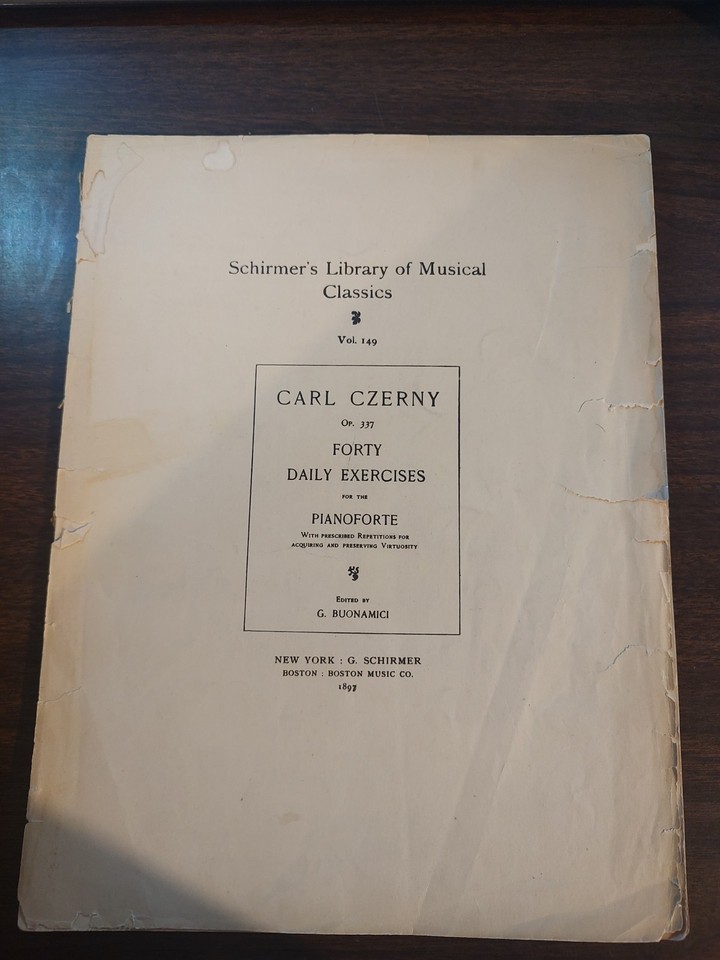 Schirmer's Library of Musical
Classics
Vol. 149
CARL CZERNY
Op. 337
FORTY
DAILY EXERCISES
FOR THE
PIANOFORTE
With prescribed Repetitions for
acquiring and preserving Virtuosity
Edited by
G. BUONAMICI
NEW YORK : G. SCHIRMER
BOSTON : BOSTON MUSIC CO.
1897